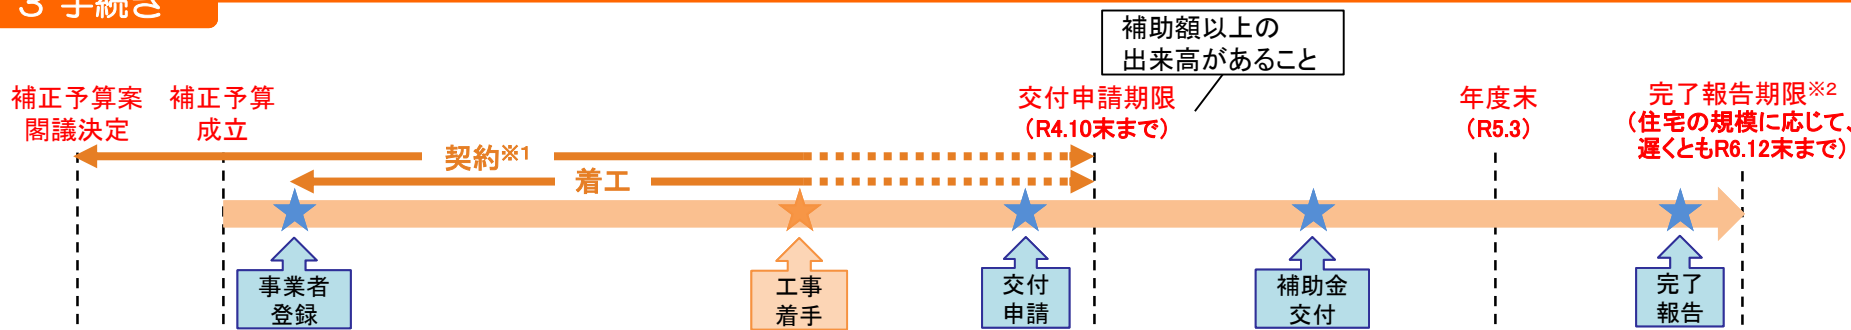 3 手続き
補助額以上の
出来高があること
補正予算案
閣議決定
補正予算
成立
交付申請期限
(R4.10末まで)
年度末
(R5.3)
完了報告期限※2
(住宅の規模に応じて、
遅くともR6.12末まで)
契約※1
着工
事業者
登録
工事
着手
交付
申請
補助金
交付
完了
報告